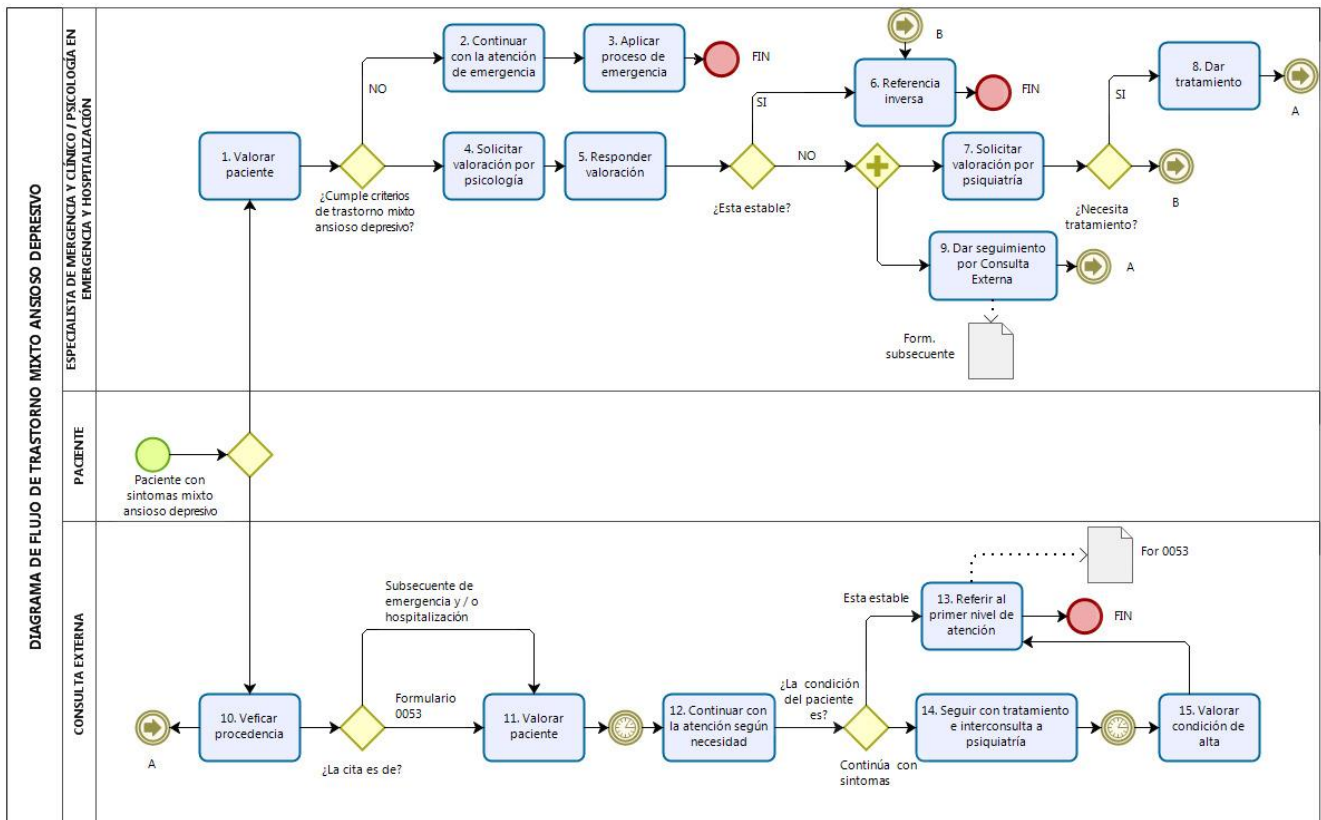 DIAGRAMA DE FLUJO DE TRASTORNO MIXTO ANSIOSO DEPRESIVO
ESPECIALISTA DE MERGENCIA Y CLÍNICO / PSICOLOGÍA EN
EMERGENCIA Y HOSPITALIZACIÓN
2. Continuar
con la atención
de emergencia
3. Aplicar
proceso de
emergencia
FIN
NO
1. Valorar
paciente
¿Cumple criterios
de trastorno mixto
ansioso depresivo?
4. Solicitar
valoración por
psicología
5. Responder
valoración
SI
¿Esta estable?
NO
B
6. Referencia
inversa
FIN
7. Solicitar
valoración por
psiquiatría
SI
¿Necesita
tratamiento?
8. Dar
tratamiento
A
B
9. Dar seguimiento
por Consulta
Externa
A
Form.
subsecuente
PACIENTE
Paciente con
sintomas mixto
ansioso depresivo
CONSULTA EXTERNA
A
10. Veficar
procedencia
¿La cita es de?
Subsecuente de
emergencia y / o
hospitalización
Formulario
0053
11. Valorar
paciente
12. Continuar con
la atención según
necesidad
¿La condición
del paciente
es?
Esta estable
13. Referir al
primer nivel de
atención
For 0053
FIN
Continúa con
sintomas
14. Seguir con tratamiento
e interconsulta a
psiquiatría
15. Valorar
condición de
alta